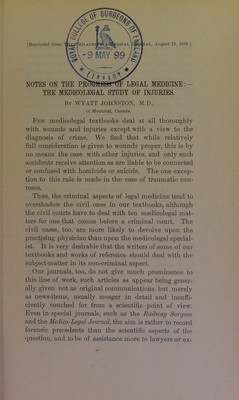 ROYAL COLLEGE OF SURGEONS OF ENGLAND
9 MAY 99
LIBRARY
[Reprinted from August 13, 1898.]
NOTES ON THE PROGRESS OF LEGAL MEDICINE:—
THE MEDICOLEGAL STUDY OF INJURIES.
BY WYATT JOHNSTON, M.D.,
of Montreal, Canada.
FEW medicolegal textbooks deal at all thoroughly
with wounds and injuries except with a view to the
diagnosis of crime. We find that while relatively
full consideration is given to wounds proper, this is by
no means the case with other injuries, and only such
accidents receive attention as are liable to be connected
or confused with homicide or suicide. The one excep-
tion to this rule is made in the case of traumatic neu-
roses.
Thus, the criminal aspects of legal medicine tend to
overshadow the civil ones in our textbooks, although
the civil courts have to deal with ten medicolegal mat-
ters for one that comes before a criminal court. The
civil cases, too, are more likely to devolve upon the
practising physician than upon the medicolegal special-
ist. It is very desirable that the writers of some of our
textbooks and works of reference should deal with the
subject-matter in its non-criminal aspect.
Our journals, too, do not give much prominence to
this line of work, such articles as appear being gener-
ally given not as original communications but merely
as news-items, usually meager in detail and insuffi-
ciently vouched for from a scientific point of view.
Even in special journals, such as the Railway Surgeon
and the Medico-Legal Journal, the aim is rather to record
forensic precedents than the scientific aspects of the
question, and to be of assistance more to lawyers or ex-